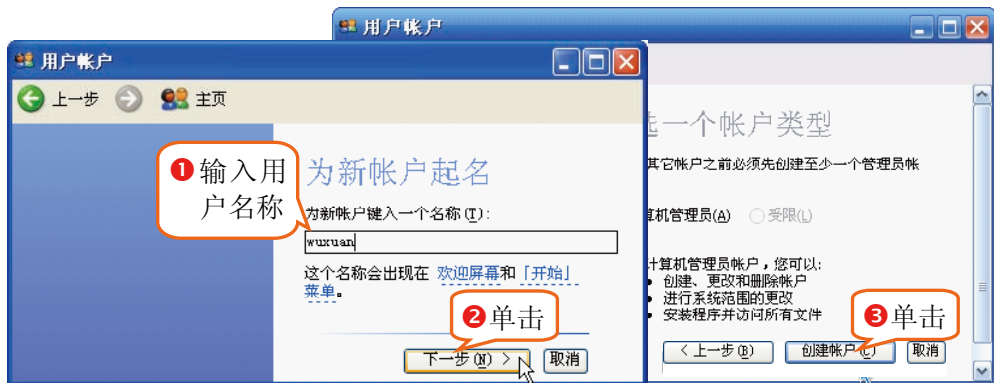 用户帐户
用户帐户
上一步
主页
❶输入用
户名称
为新帐户起名
为新帐户键入一个名称(T):
wuxuan
这个名称会出现在 欢迎屏幕和「开始」
菜单。
❷单击
下一步(N) >
取消
一个帐户类型
其它帐户之前必须先创建至少一个管理员帐
算机管理员(A)
受限(L)
计算机管理员帐户，您可以:
• 创建、更改和删除帐户
• 进行系统范围的更改
• 安装程序并访问所有文件
❸单击
< 上一步(B)
创建帐户(C)
取消